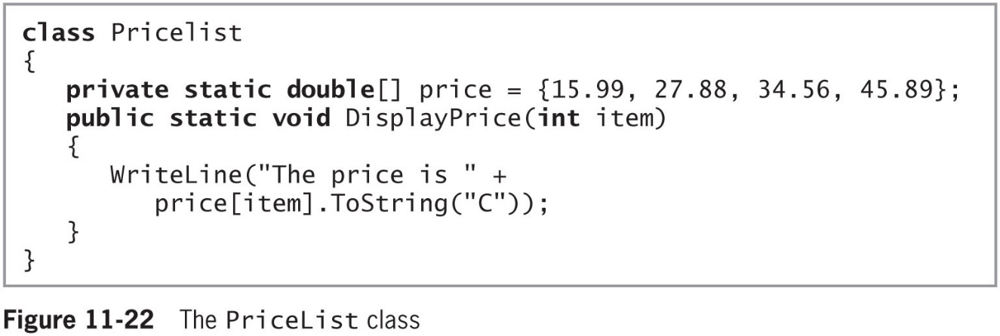 class Pricelist
{
private static double[] price = {15.99, 27.88, 34.56, 45.89};
public static void DisplayPrice(int item)
{
WriteLine("The price is " +
price[item].ToString("C"));
}
}
Figure 11-22 The PriceList class